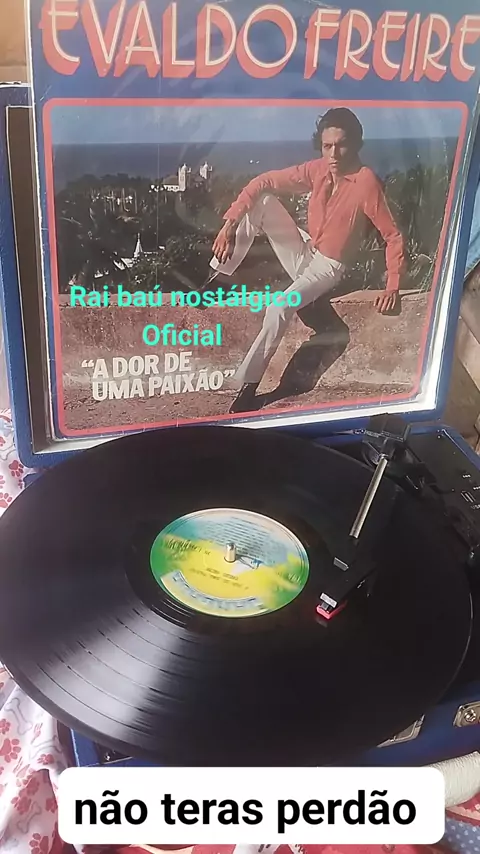 EVALDO FREIRE
Rai baú nostálgico
Oficial
"A DOR DE
UMA PAIXÃO"
não teras perdão